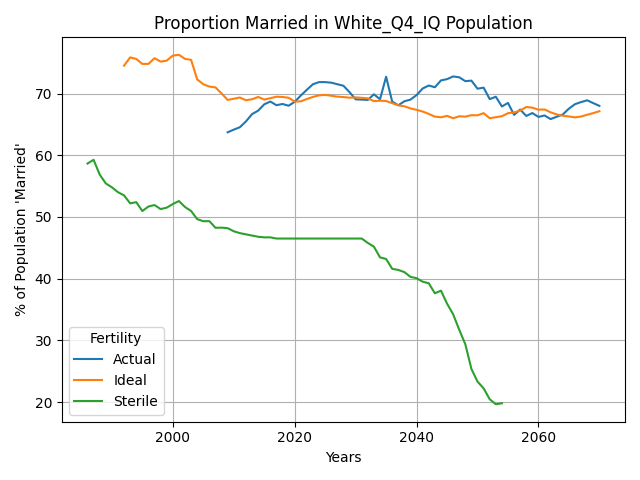 Proportion Married in White_Q4_IQ Population
% of Population 'Married'
70
60
50
40
30
20
Fertility
Actual
Ideal
Sterile
2000
2020
2040
2060
Years